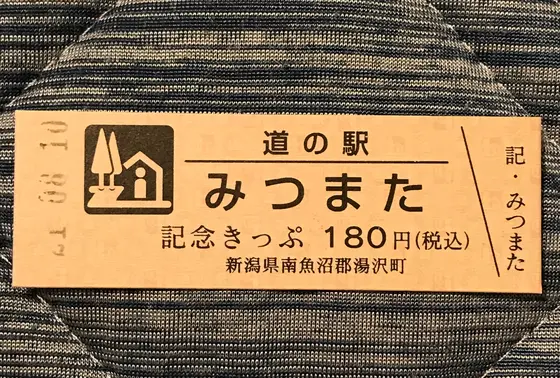 道の駅
みつまた
記念きっぷ 180円(税込)
新潟県南魚沼郡湯沢町
記・みつまた